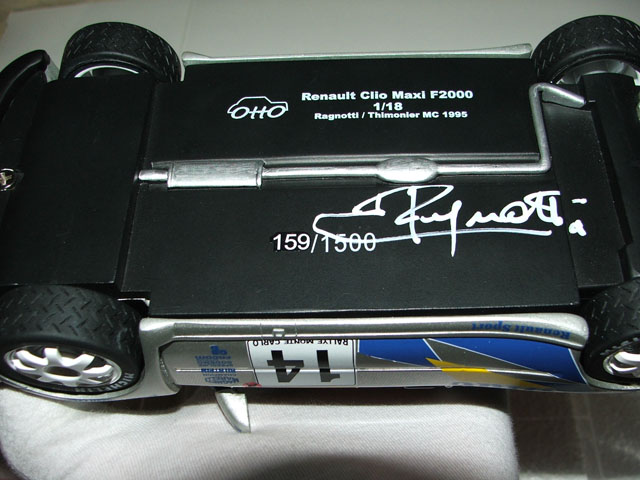 OttO
Renault Clio Maxi F2000
1/18
Ragnotti / Thimonier MC 1995
Ragnotti
159/1500
Renault Sport
RALLYE MONTE CARLO
14